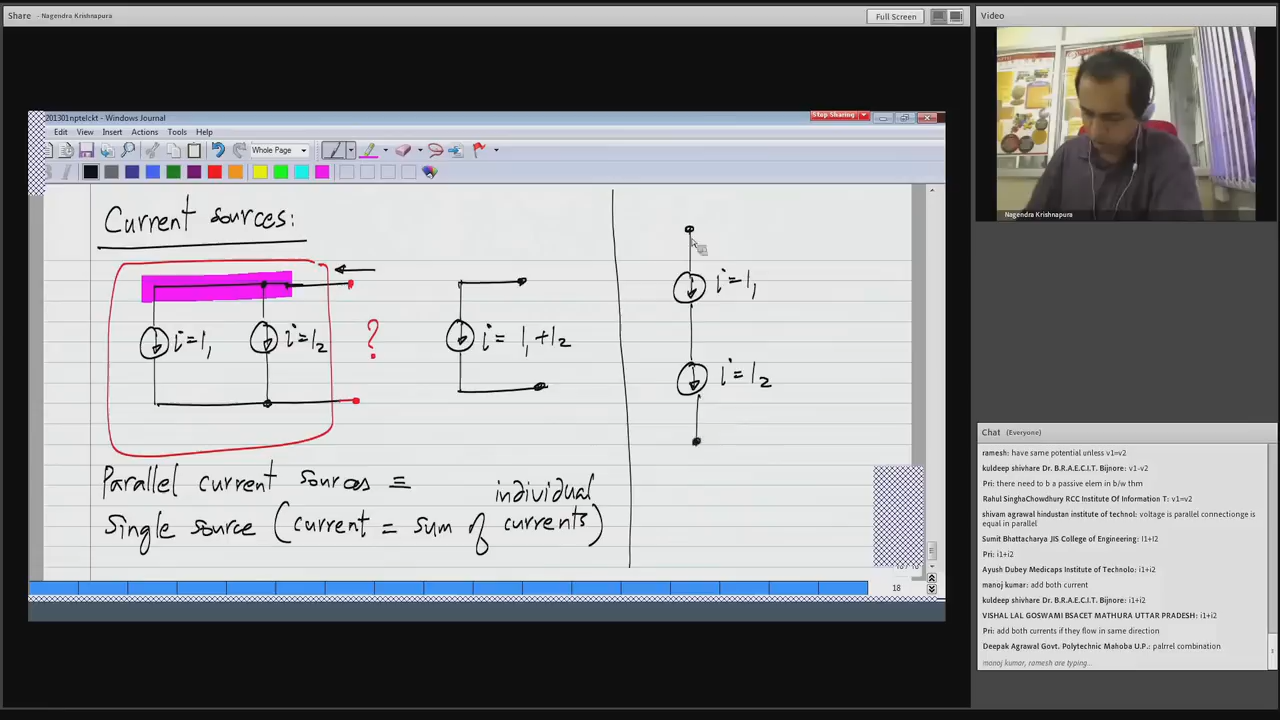 Share - Nagendra Krishnapura
Full Screen
Video
Nagendra Krishnapura
201301nptelckt - Windows Journal
Stop Sharing
Edit View Insert Actions Tools Help
Whole Page
Current sources:
i=I1
i=I2
?
i= I1+I2
i=I1
i=I2
Parallel current sources ≡
individual
Single source (current = sum of currents)
18
Chat (Everyone)
ramesh: have same potential unless v1=v2
kuldeep shivhare Dr. B.R.A.E.C.I.T. Bijnore: v1-v2
Pri: there need to b a passive elem in b/w thm
Rahul SinghaChowdhury RCC Institute Of Information T: v1=v2
shivam agrawal hindustan institute of technol: voltage is parallel connectionge is
equal in parallel
Sumit Bhattacharya JIS College of Engineering: I1+I2
Pri: i1+i2
Ayush Dubey Medicaps Institute of Technolo: i1+i2
manoj kumar: add both current
kuldeep shivhare Dr. B.R.A.E.C.I.T. Bijnore: i1+i2
VISHAL LAL GOSWAMI BSACET MATHURA UTTAR PRADESH: i1+i2
Pri: add both currents if they flow in same direction
Deepak Agrawal Govt. Polytechnic Mahoba U.P.: palrrel combination
manoj kumar, ramesh are typing...